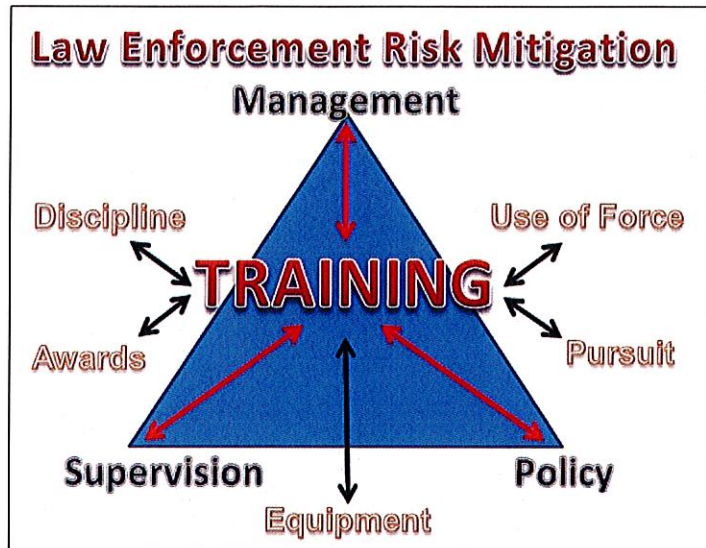 Law Enforcement Risk Mitigation
Management
Discipline
Use of Force
TRAINING
Awards
Pursuit
Supervision
Policy
Equipment